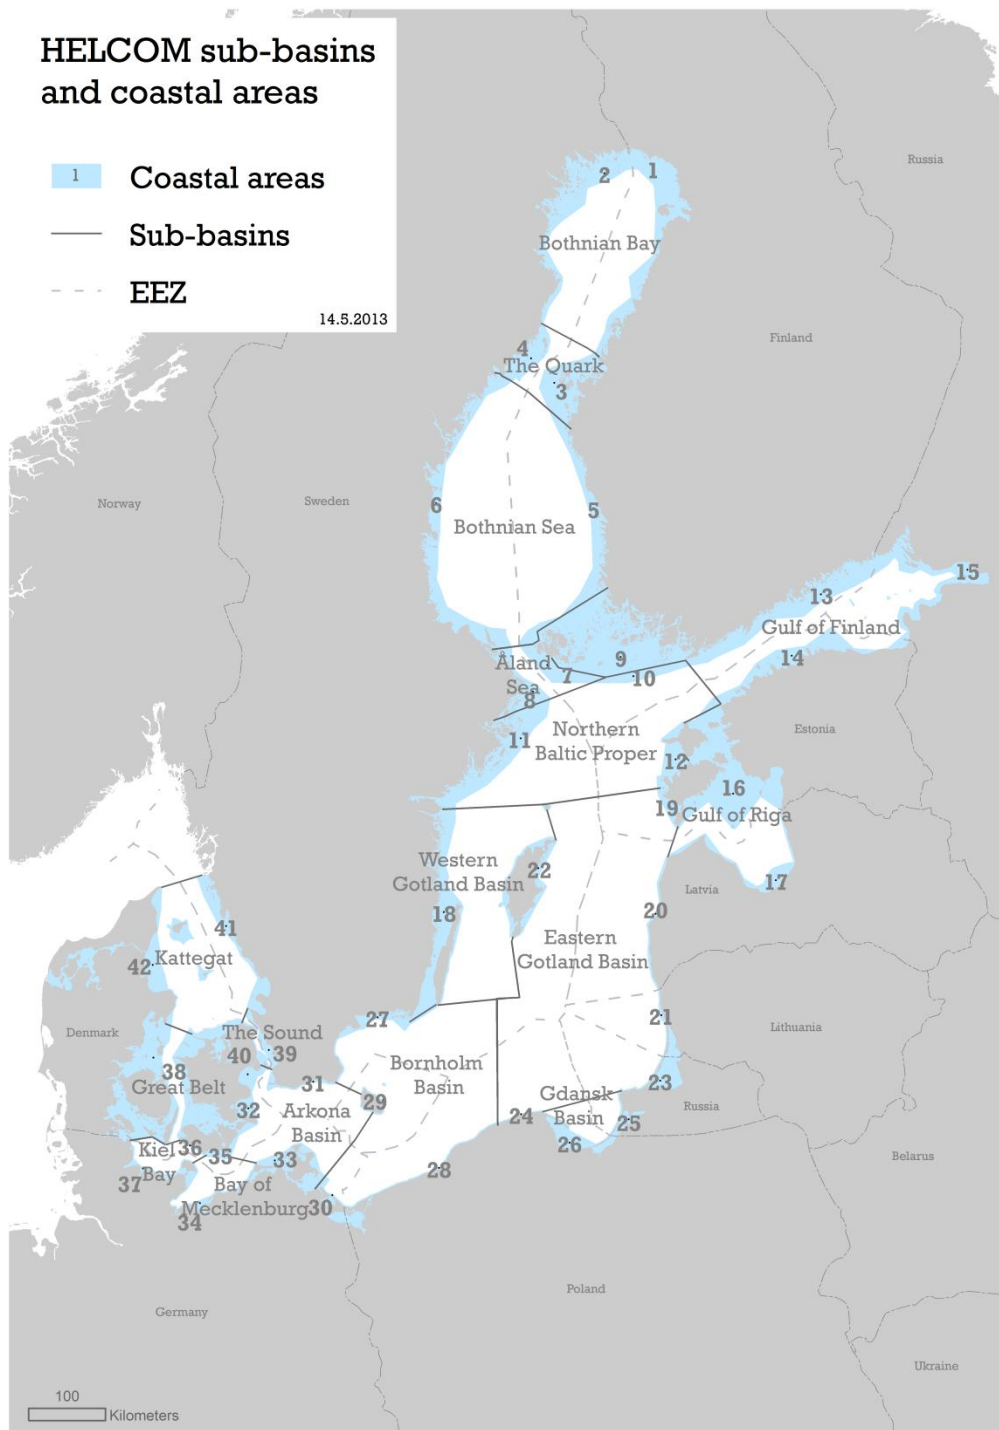 HELCOM sub-basins
and coastal areas
1 Coastal areas
Sub-basins
EEZ
14.5.2013
Russia
2
1
Bothnian Bay
Finland
4
The Quark
3
Norway
Sweden
6
5
Bothnian Sea
15
13
Gulf of Finland
14
9
Åland
Sea
7
10
8
11
Northern
Baltic Proper
Estonia
12
16
19
Gulf of Riga
Western
Gotland Basin
22
17
Latvia
18
20
41
Eastern
Gotland Basin
Kattegat
42
27
21
Lithuania
Denmark
The Sound
40
39
38
Great Belt
31
Bornholm
Basin
29
32
Arkona
Basin
Gdansk
Basin
23
24
25
Russia
26
Kiel
Bay
36
35
33
28
Belarus
37
Bay of
Mecklenburg
30
34
Germany
Poland
Ukraine
100
Kilometers